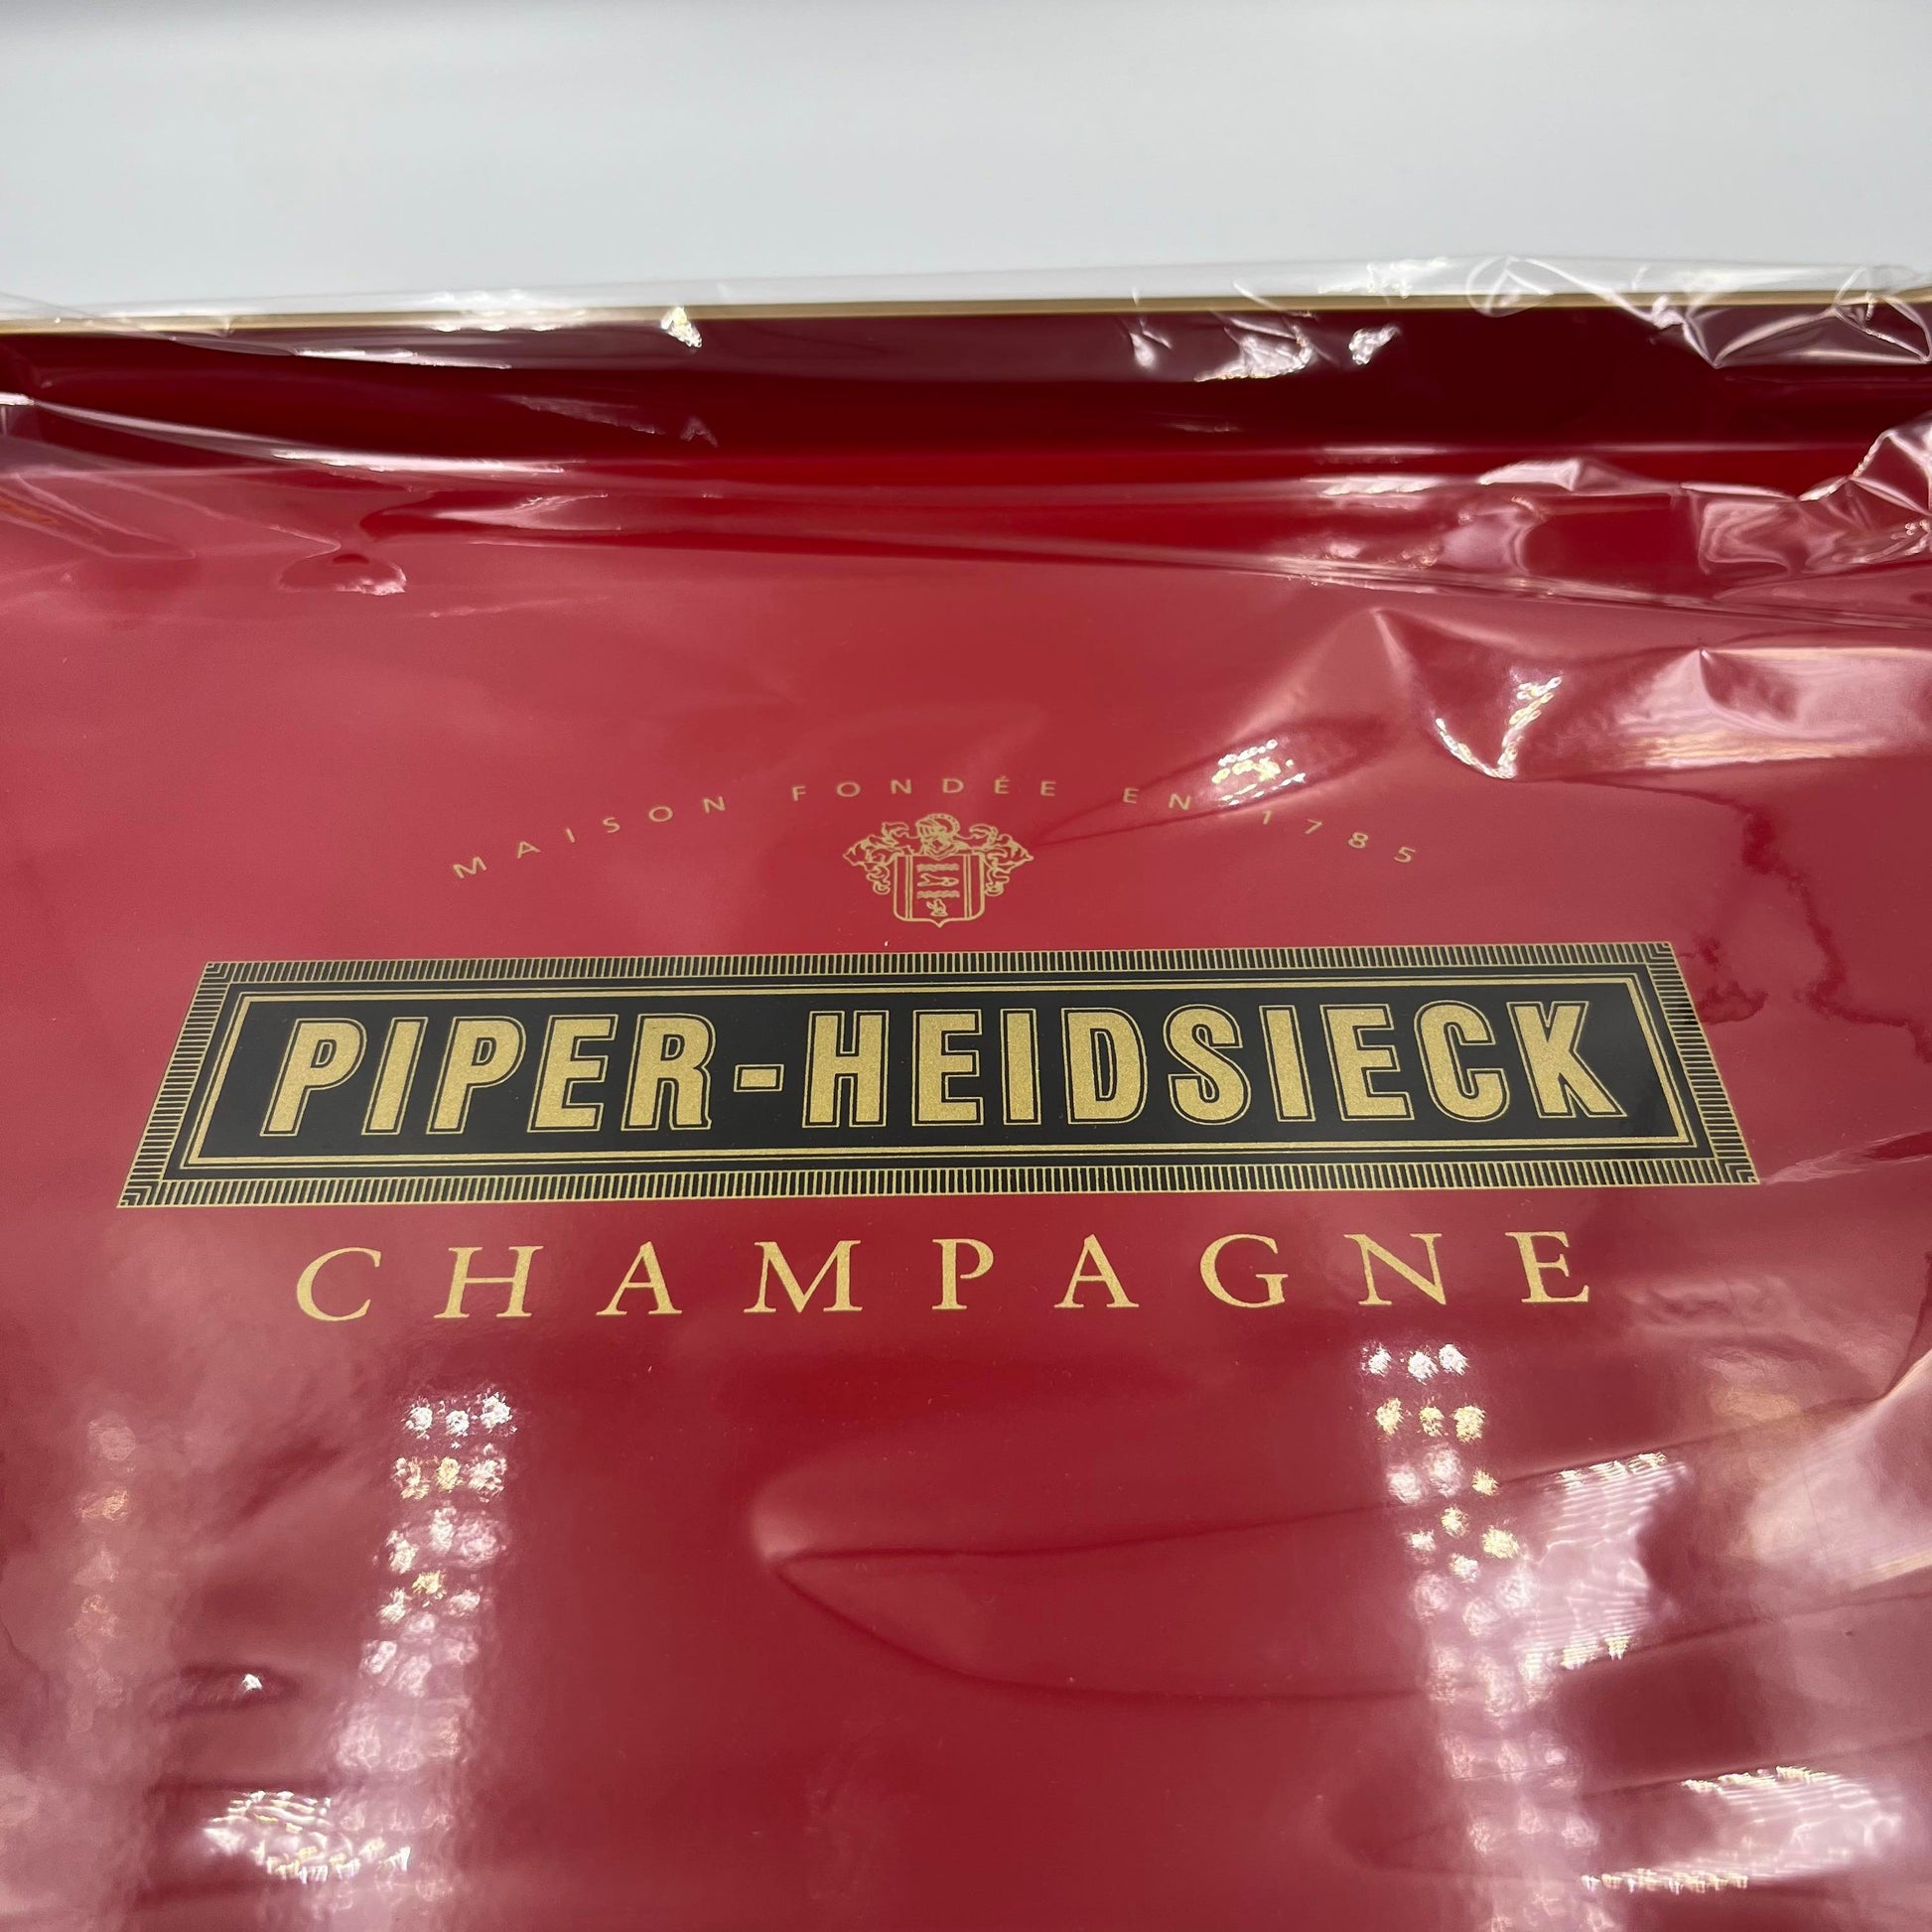 MAISON FONDÉE EN 1785
PIPER-HEIDSIECK
CHAMPAGNE